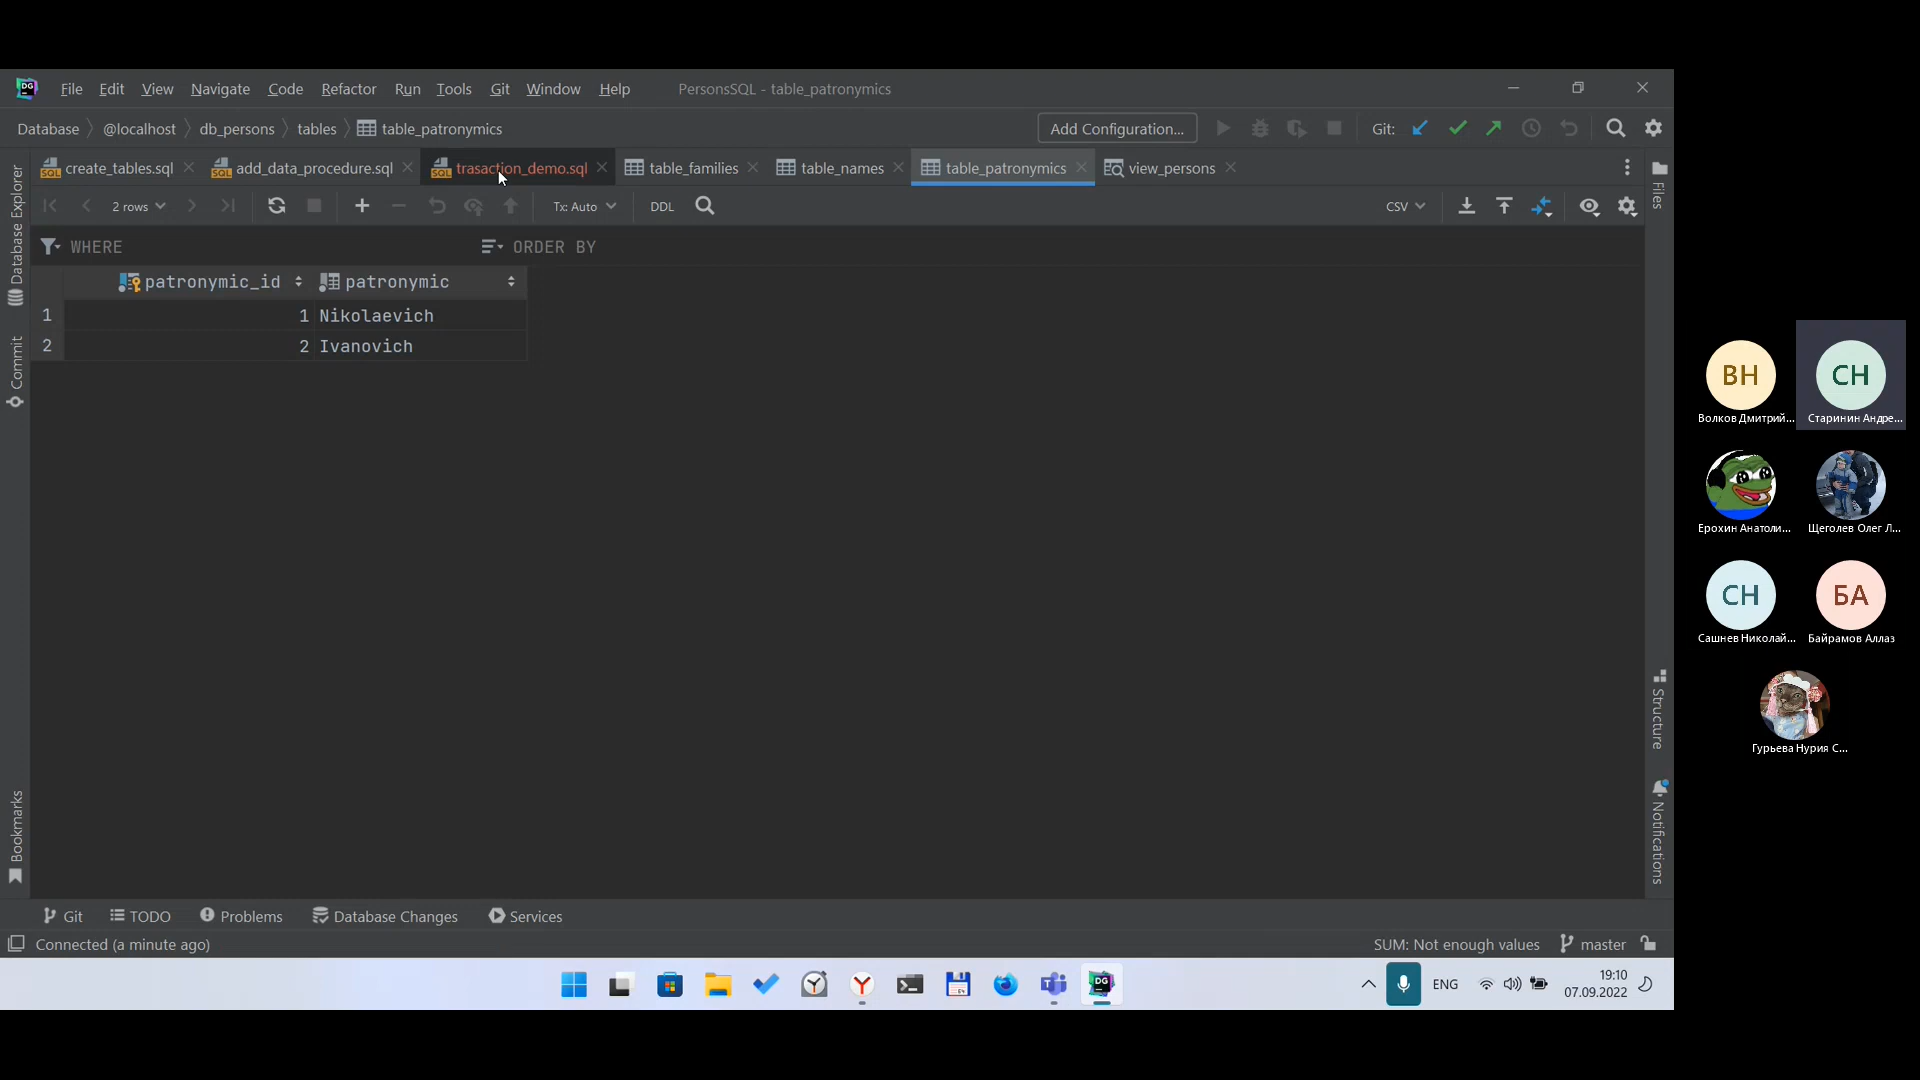 DG File Edit View Navigate Code Refactor Run Tools Git Window Help PersonsSQL - table_patronymics
Database @localhost db_persons tables table_patronymics Add Configuration... Git:
create_tables.sql add_data_procedure.sql trasaction_demo.sql table_families table_names table_patronymics view_persons
2 rows Tx: Auto DDL CSV
WHERE ORDER BY
patronymic_id patronymic
1 1 Nikolaevich
2 2 Ivanovich
Database Explorer
Commit
Bookmarks
Files
Structure
Notifications
Git TODO Problems Database Changes Services
Connected (a minute ago) SUM: Not enough values master
ENG 19:10
07.09.2022
ВН СН
Волков Дмитрий... Старинин Андре...
Ерохин Анатоли... Щеголев Олег Л...
СН БА
Сашнев Николай... Байрамов Аллаз
Гурьева Нурия С...